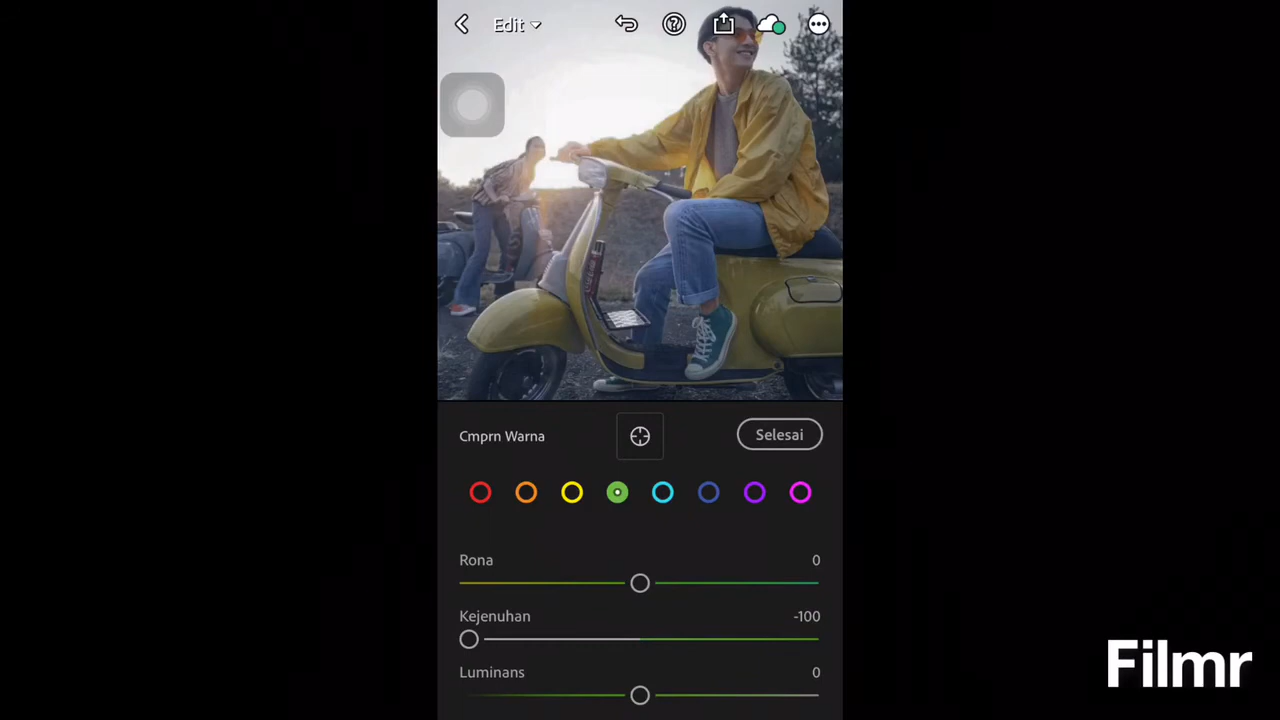 Edit
Cmprn Warna
Selesai
Rona 0
Kejenuhan -100
Luminans 0
Filmr